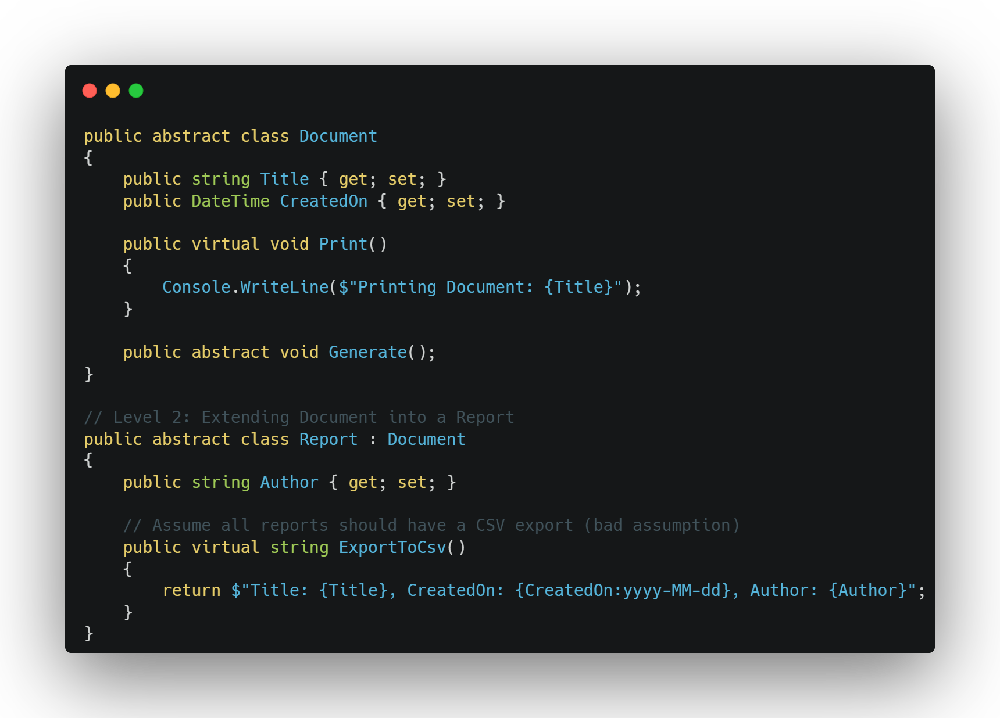 public abstract class Document
{
    public string Title { get; set; }
    public DateTime CreatedOn { get; set; }

    public virtual void Print()
    {
        Console.WriteLine($"Printing Document: {Title}");
    }

    public abstract void Generate();
}

// Level 2: Extending Document into a Report
public abstract class Report : Document
{
    public string Author { get; set; }

    // Assume all reports should have a CSV export (bad assumption)
    public virtual string ExportToCsv()
    {
        return $"Title: {Title}, CreatedOn: {CreatedOn:yyyy-MM-dd}, Author: {Author}";
    }
}